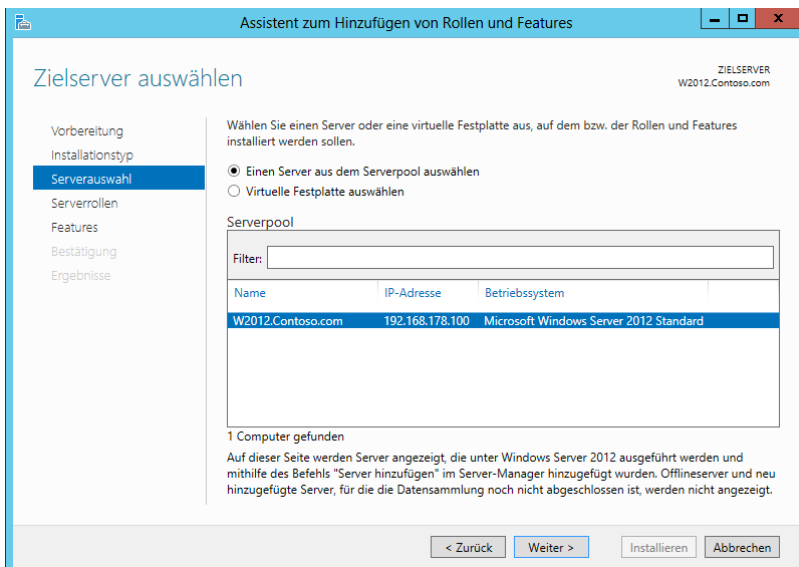 Assistent zum Hinzufügen von Rollen und Features
Zielserver auswählen
ZIELSERVER
W2012.Contoso.com
Vorbereitung
Installationstyp
Serverauswahl
Serverrollen
Features
Bestätigung
Ergebnisse
Wählen Sie einen Server oder eine virtuelle Festplatte aus, auf dem bzw. der Rollen und Features
installiert werden sollen.
Einen Server aus dem Serverpool auswählen
Virtuelle Festplatte auswählen
Serverpool
Filter:
Name IP-Adresse Betriebssystem
W2012.Contoso.com 192.168.178.100 Microsoft Windows Server 2012 Standard
1 Computer gefunden
Auf dieser Seite werden Server angezeigt, die unter Windows Server 2012 ausgeführt werden und
mithilfe des Befehls "Server hinzufügen" im Server-Manager hinzugefügt wurden. Offlineserver und neu
hinzugefügte Server, für die die Datensammlung noch nicht abgeschlossen ist, werden nicht angezeigt.
< Zurück Weiter > Installieren Abbrechen